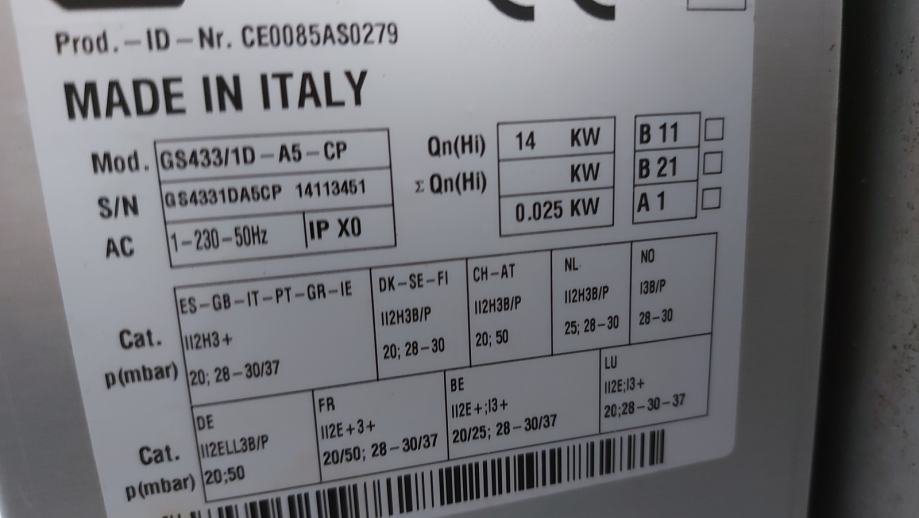 Prod.-ID-Nr. CE0085AS0279
MADE IN ITALY
Mod. GS433/1D-A5-CP Qn(Hi) 14 KW B 11
S/N GS4331DA5CP 14113451 Σ Qn(Hi) KW B 21
AC 1-230-50Hz IP X0 0.025 KW A 1
ES-GB-IT-PT-GR-IE DK-SE-FI CH-AT NL NO
Cat. II2H3+ II2H3B/P II2H3B/P II2H3B/P I3B/P
p(mbar) 20; 28-30/37 20; 28-30 20; 50 25; 28-30 28-30
DE FR BE LU
Cat. II2ELL3B/P II2E+3+ II2E+;I3+ II2E;I3+
p(mbar) 20;50 20/50; 28-30/37 20/25; 28-30/37 20;28-30-37